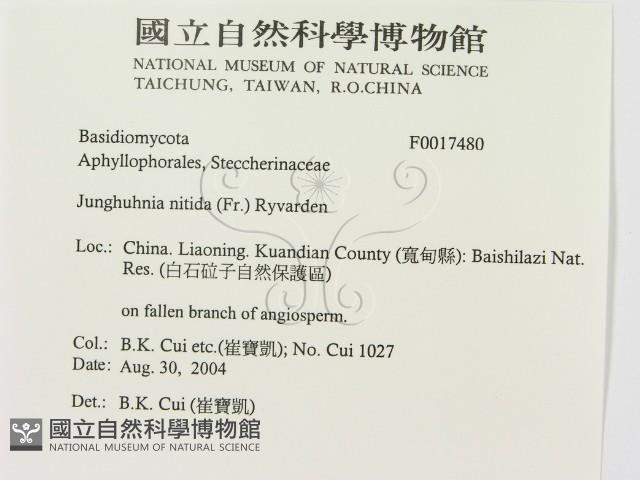 國立自然科學博物館
NATIONAL MUSEUM OF NATURAL SCIENCE
TAICHUNG, TAIWAN, R.O.CHINA
Basidiomycota F0017480
Aphyllophorales, Steccherinaceae
Junghuhnia nitida (Fr.) Ryvarden
Loc.: China. Liaoning. Kuandian County (寬甸縣): Baishilazi Nat.
Res. (白石砬子自然保護區)
on fallen branch of angiosperm.
Col.: B.K. Cui etc.(崔寶凱); No. Cui 1027
Date: Aug. 30, 2004
Det.: B.K. Cui (崔寶凱)
國立自然科學博物館
NATIONAL MUSEUM OF NATURAL SCIENCE